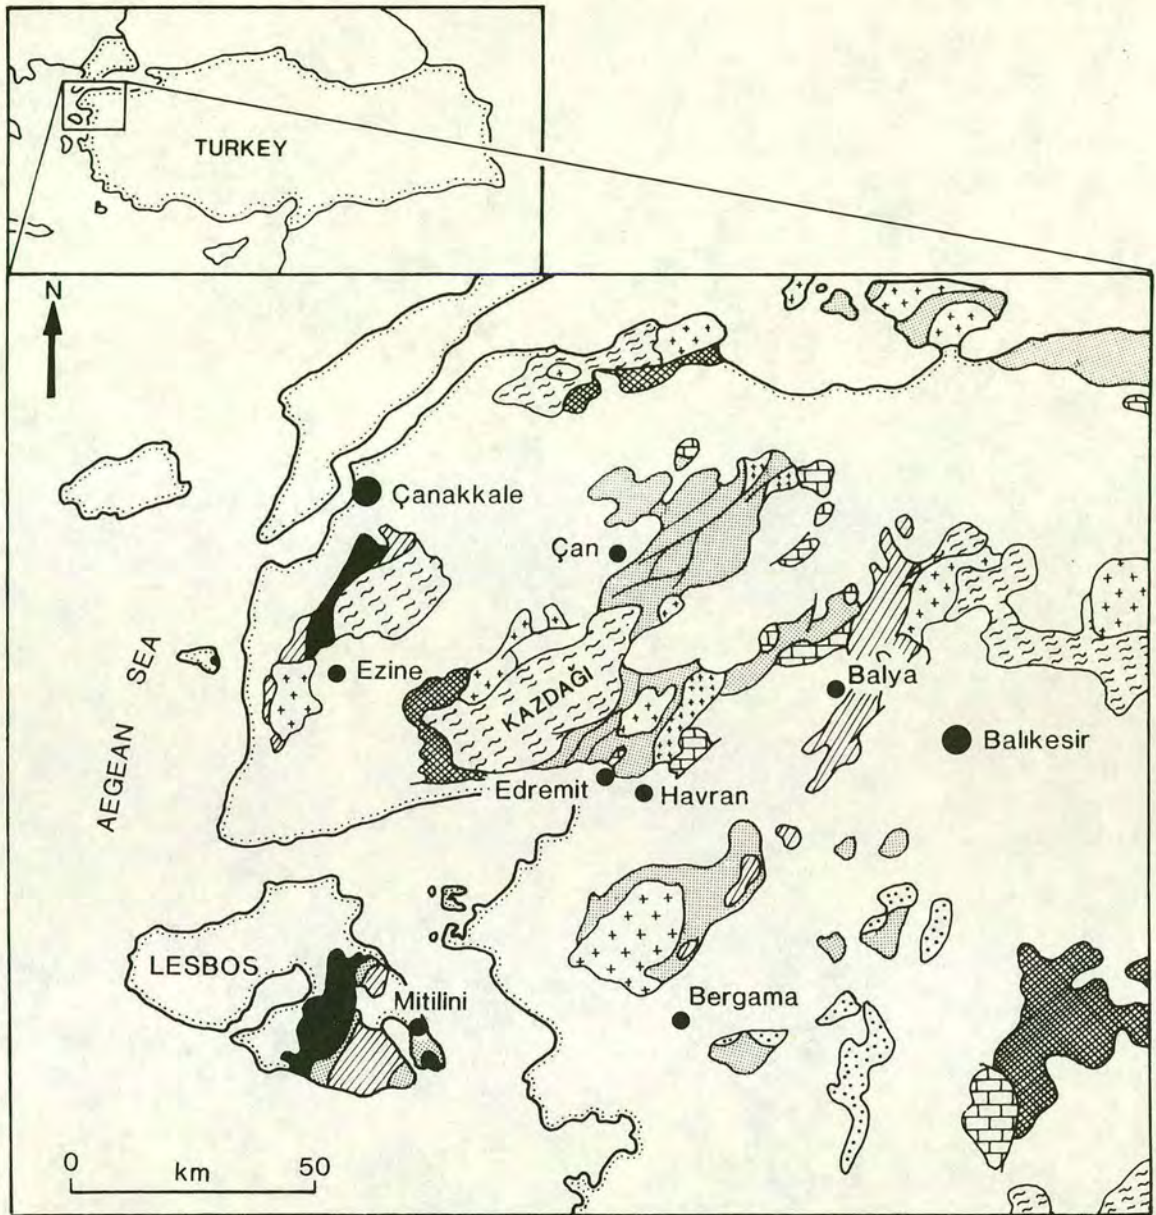 TURKEY
N
Çanakkale
Çan
AEGEAN SEA
Ezine
KAZDAĞI
Balya
Balıkesir
Edremit
Havran
LESBOS
Mitilini
Bergama
0 50
km